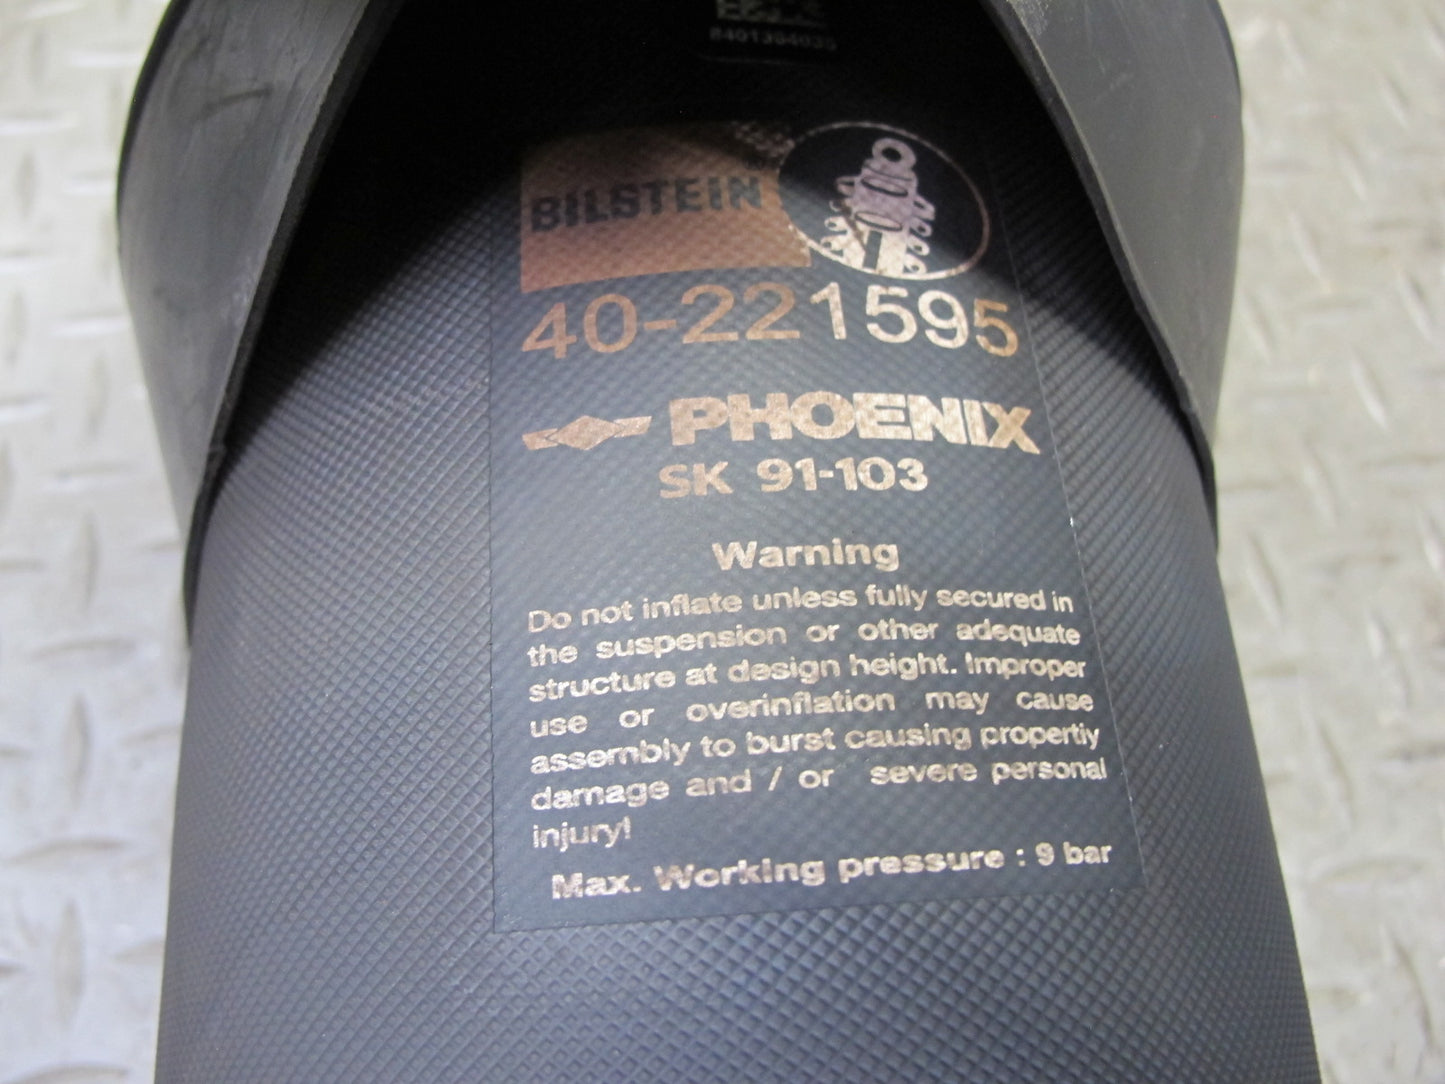 BILSTEIN
40-221595
PHOENIX
SK 91-103
Warning
Do not inflate unless fully secured in
the suspension or other adequate
structure at design height. Improper
use or overinflation may cause
assembly to burst causing propertiy
damage and / or severe personal
injury!
Max. Working pressure : 9 bar